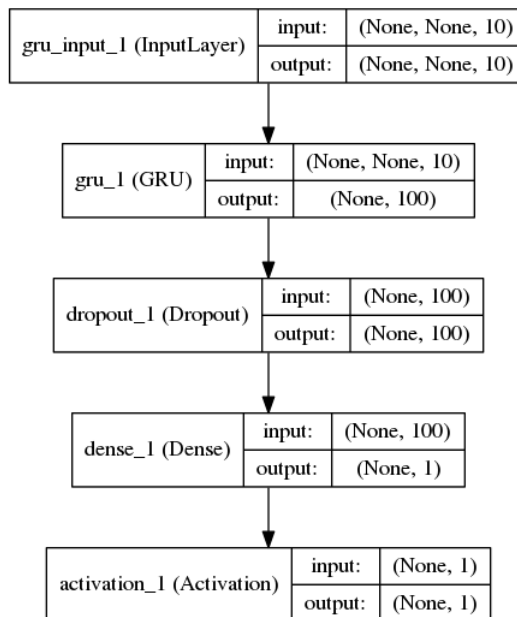 gru_input_1 (InputLayer)
input: (None, None, 10)
output: (None, None, 10)
gru_1 (GRU)
input: (None, None, 10)
output: (None, 100)
dropout_1 (Dropout)
input: (None, 100)
output: (None, 100)
dense_1 (Dense)
input: (None, 100)
output: (None, 1)
activation_1 (Activation)
input: (None, 1)
output: (None, 1)